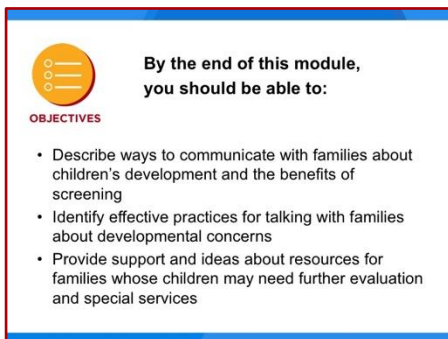 By the end of this module,
you should be able to:
OBJECTIVES
• Describe ways to communicate with families about
children's development and the benefits of
screening
• Identify effective practices for talking with families
about developmental concerns
• Provide support and ideas about resources for
families whose children may need further evaluation
and special services